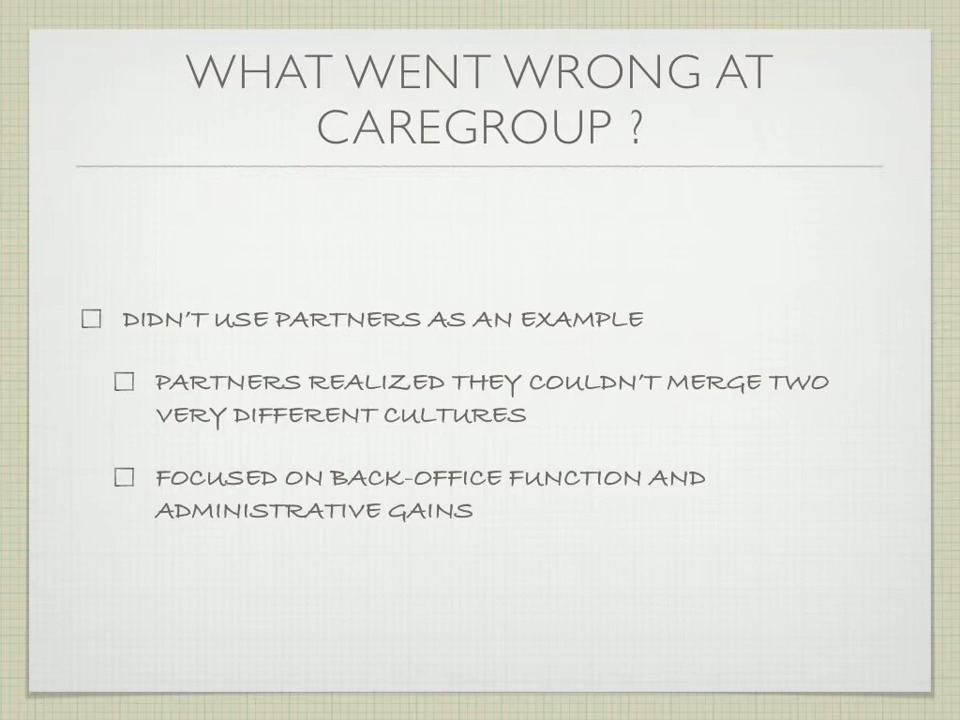 WHAT WENT WRONG AT
CAREGROUP ?
DIDN'T USE PARTNERS AS AN EXAMPLE
PARTNERS REALIZED THEY COULDN'T MERGE TWO
VERY DIFFERENT CULTURES
FOCUSED ON BACK-OFFICE FUNCTION AND
ADMINISTRATIVE GAINS